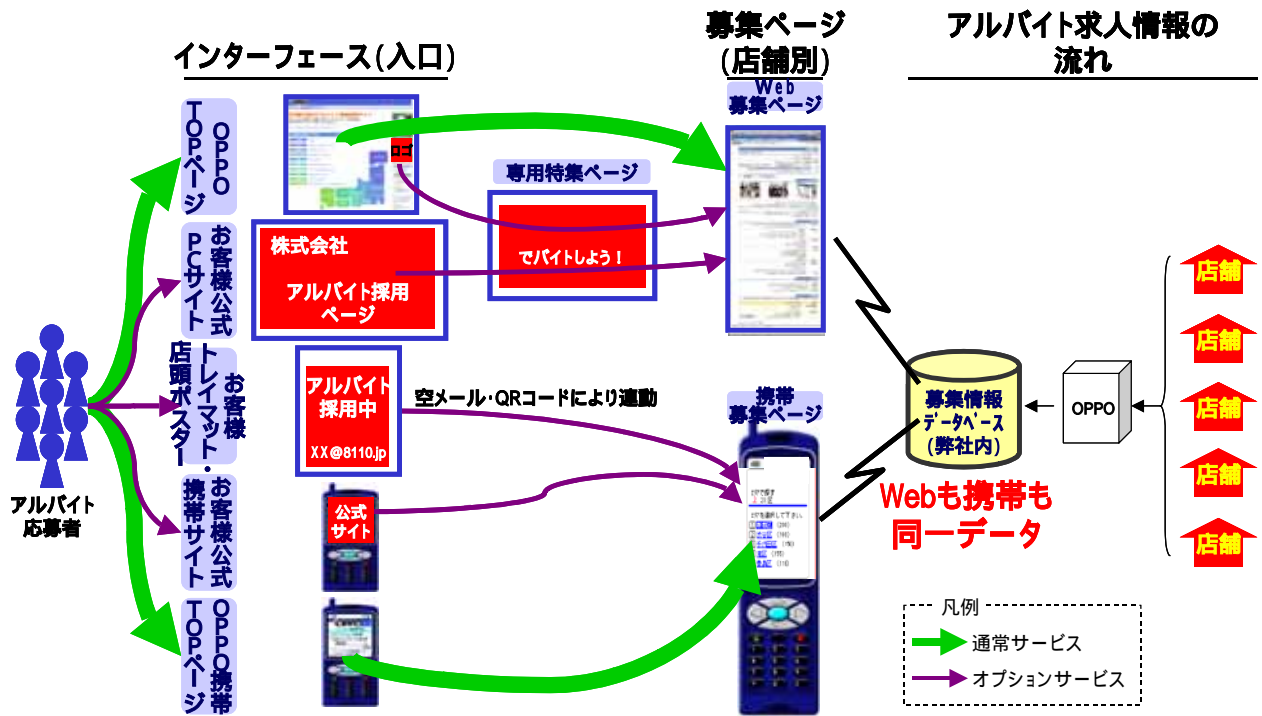 インターフェース(入口)
募集ページ
(店舗別)
アルバイト求人情報の
流れ
OPPO
TOPページ
お客様公式
PCサイト
お客様
トレイマット・
店頭ポスター
お客様公式
携帯サイト
OPPO携帯
TOPページ
アルバイト
応募者
ロゴ
専用特集ページ
でバイトしよう！
株式会社
アルバイト採用
ページ
アルバイト
採用中
XX@8110.jp
空メール・QRコードにより連動
公式
サイト
Web
募集ページ
携帯
募集ページ
募集情報
データベース
(弊社内)
Webも携帯も
同一データ
OPPO
店舗
店舗
店舗
店舗
店舗
凡例
通常サービス
オプションサービス